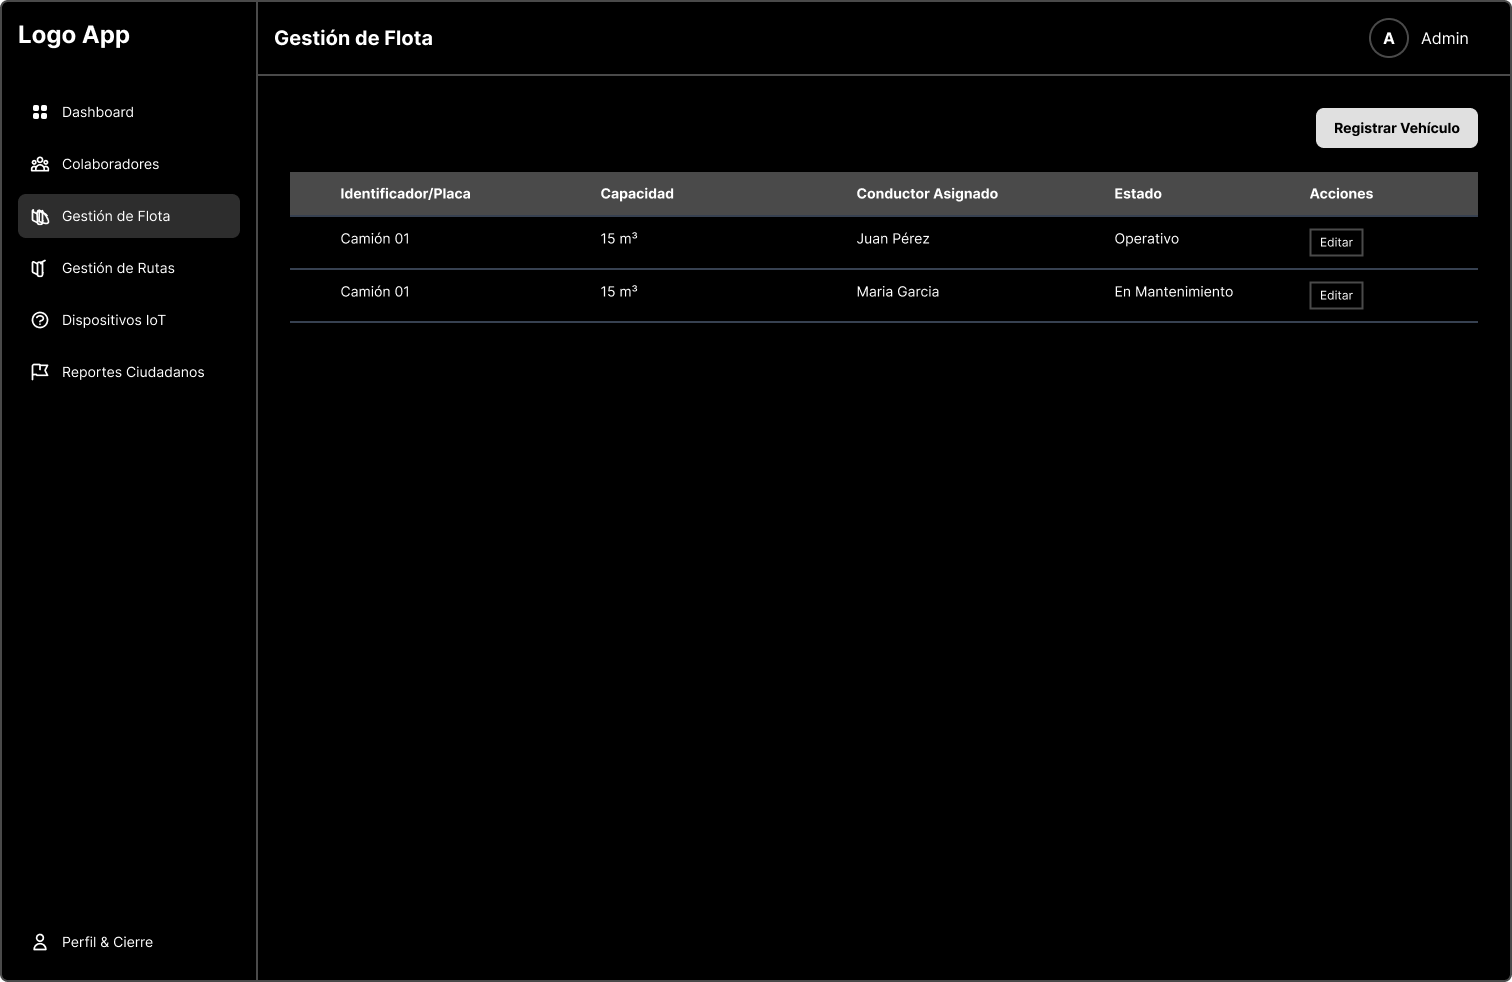 Logo App
Gestión de Flota
A
Admin
Dashboard
Colaboradores
Gestión de Flota
Gestión de Rutas
Dispositivos IoT
Reportes Ciudadanos
Perfil & Cierre
Registrar Vehículo
Identificador/Placa Capacidad Conductor Asignado Estado Acciones
Camión 01 15 m³ Juan Pérez Operativo Editar
Camión 01 15 m³ Maria Garcia En Mantenimiento Editar